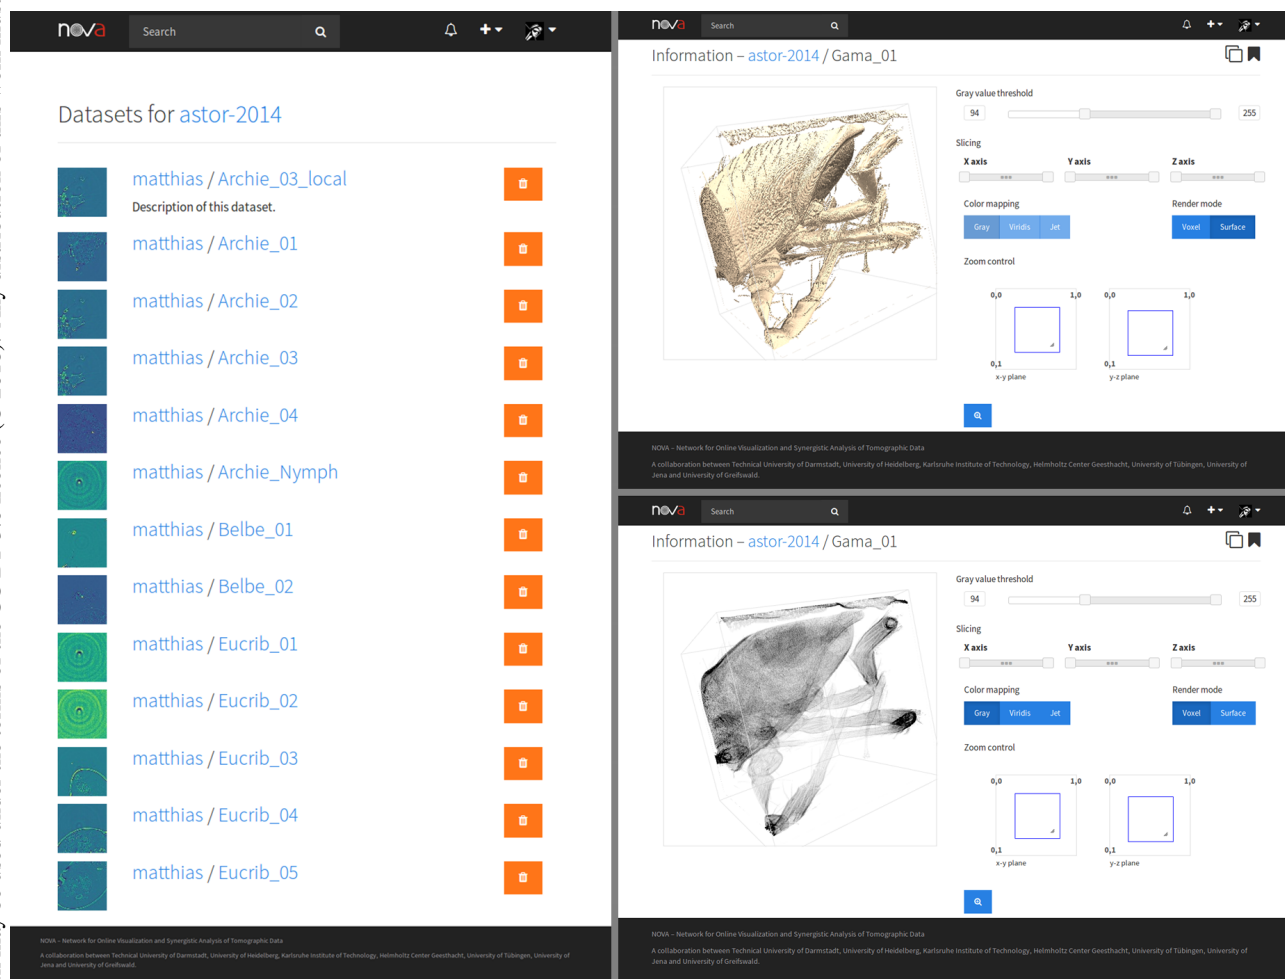 nova
Search
Datasets for astor-2014
matthias / Archie_03_local
Description of this dataset.
matthias / Archie_01
matthias / Archie_02
matthias / Archie_03
matthias / Archie_04
matthias / Archie_Nymph
matthias / Belbe_01
matthias / Belbe_02
matthias / Eucrib_01
matthias / Eucrib_02
matthias / Eucrib_03
matthias / Eucrib_04
matthias / Eucrib_05
NOVA – Network for Online Visualization and Synergistic Analysis of Tomographic Data
A collaboration between Technical University of Darmstadt, University of Heidelberg, Karlsruhe Institute of Technology, Helmholtz Center Geesthacht, University of Tübingen, University of
Jena and University of Greifswald.
nova
Search
Information – astor-2014 / Gama_01
Gray value threshold
94 255
Slicing
X axis Y axis Z axis
Color mapping Render mode
Gray Viridis Jet Voxel Surface
Zoom control
0,0 1,0 0,0 1,0
0,1 0,1
x-y plane y-z plane
NOVA – Network for Online Visualization and Synergistic Analysis of Tomographic Data
A collaboration between Technical University of Darmstadt, University of Heidelberg, Karlsruhe Institute of Technology, Helmholtz Center Geesthacht, University of Tübingen, University of
Jena and University of Greifswald.
nova
Search
Information – astor-2014 / Gama_01
Gray value threshold
94 255
Slicing
X axis Y axis Z axis
Color mapping Render mode
Gray Viridis Jet Voxel Surface
Zoom control
0,0 1,0 0,0 1,0
0,1 0,1
x-y plane y-z plane
NOVA – Network for Online Visualization and Synergistic Analysis of Tomographic Data
A collaboration between Technical University of Darmstadt, University of Heidelberg, Karlsruhe Institute of Technology, Helmholtz Center Geesthacht, University of Tübingen, University of
Jena and University of Greifswald.